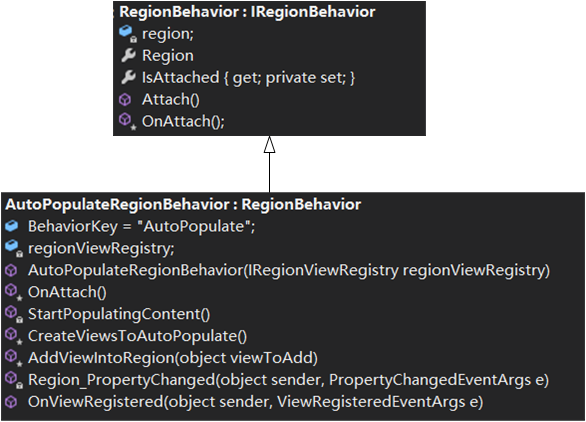 RegionBehavior : IRegionBehavior
region;
Region
IsAttached { get; private set; }
Attach()
OnAttach();
AutoPopulateRegionBehavior : RegionBehavior
BehaviorKey = "AutoPopulate";
regionViewRegistry;
AutoPopulateRegionBehavior(IRegionViewRegistry regionViewRegistry)
OnAttach()
StartPopulatingContent()
CreateViewsToAutoPopulate()
AddViewIntoRegion(object viewToAdd)
Region_PropertyChanged(object sender, PropertyChangedEventArgs e)
OnViewRegistered(object sender, ViewRegisteredEventArgs e)